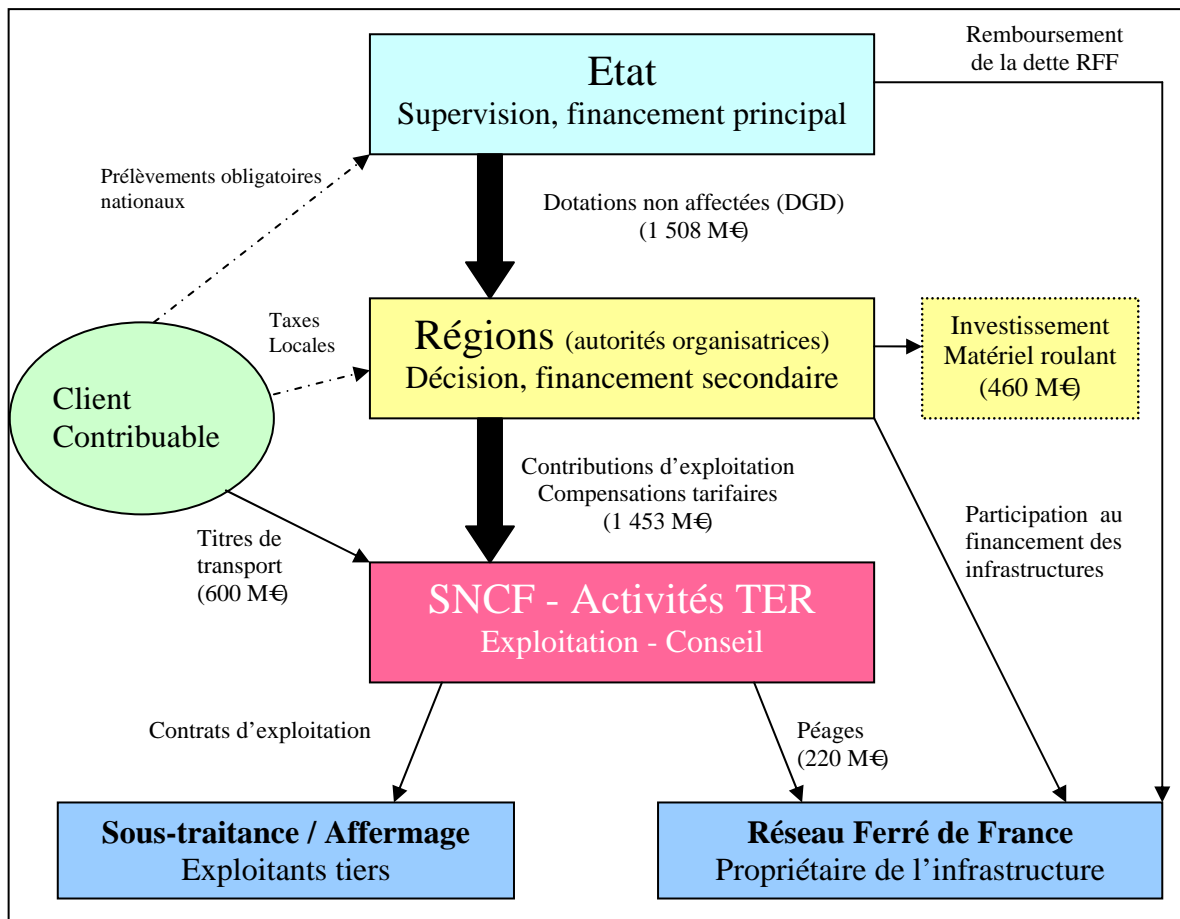 Remboursement
de la dette RFF
Etat
Supervision, financement principal
Prélèvements obligatoires
nationaux
Dotations non affectées (DGD)
(1 508 M€)
Taxes
Locales
Régions (autorités organisatrices)
Décision, financement secondaire
Investissement
Matériel roulant
(460 M€)
Client
Contribuable
Contributions d’exploitation
Compensations tarifaires
(1 453 M€)
Titres de
transport
(600 M€)
Participation au
financement des
infrastructures
SNCF - Activités TER
Exploitation - Conseil
Contrats d’exploitation
Péages
(220 M€)
Sous-traitance / Affermage
Exploitants tiers
Réseau Ferré de France
Propriétaire de l’infrastructure